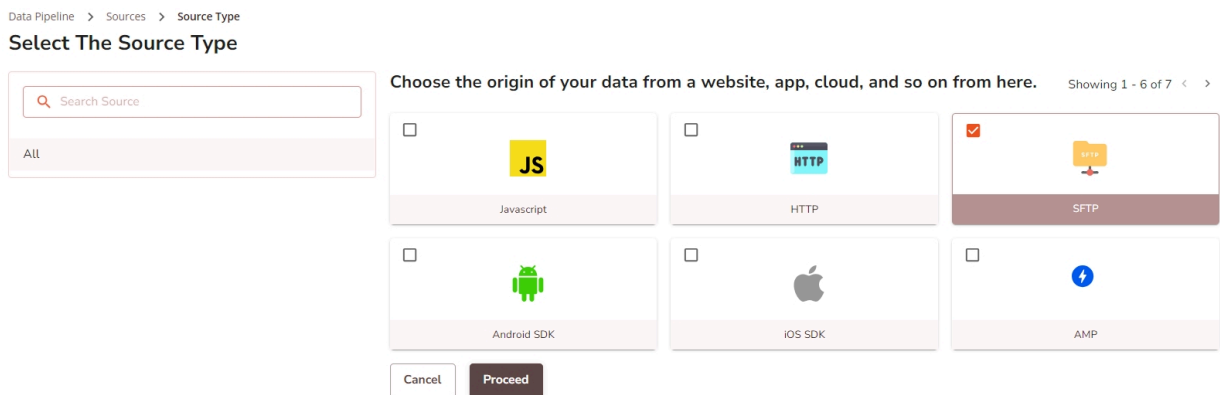 Data Pipeline > Sources > Source Type
Select The Source Type
Search Source
All
Choose the origin of your data from a website, app, cloud, and so on from here.
Showing 1 - 6 of 7 < >
JS
Javascript
HTTP
HTTP
SFTP
SFTP
Android SDK
iOS SDK
AMP
Cancel
Proceed